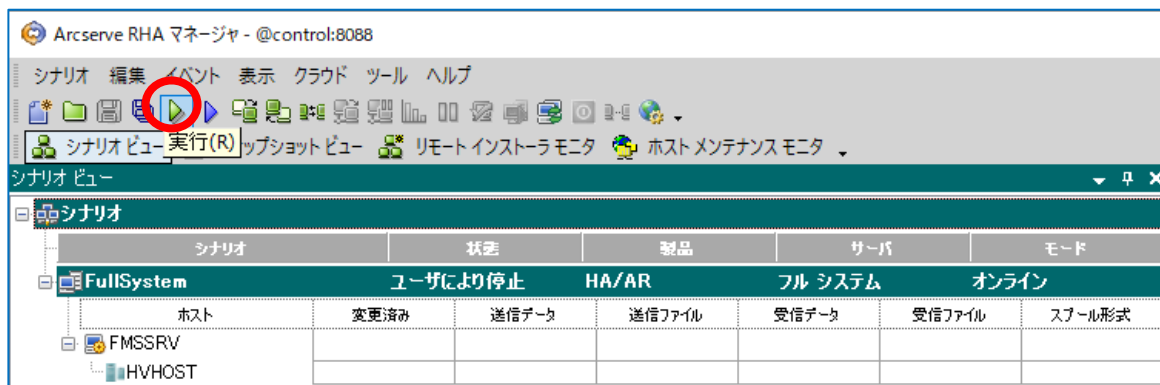 Arcserve RHA マネージャ - @control:8088
シナリオ 編集 イベント 表示 クラウド ツール ヘルプ
実行(R)
シナリオ ビュー ップショット ビュー リモート インストーラ モニタ ホスト メンテナンス モニタ
シナリオ ビュー
シナリオ
シナリオ 状態 製品 サーバ モード
FullSystem ユーザにより停止 HA/AR フル システム オンライン
ホスト 変更済み 送信データ 送信ファイル 受信データ 受信ファイル スプール形式
FMSSRV
HVHOST